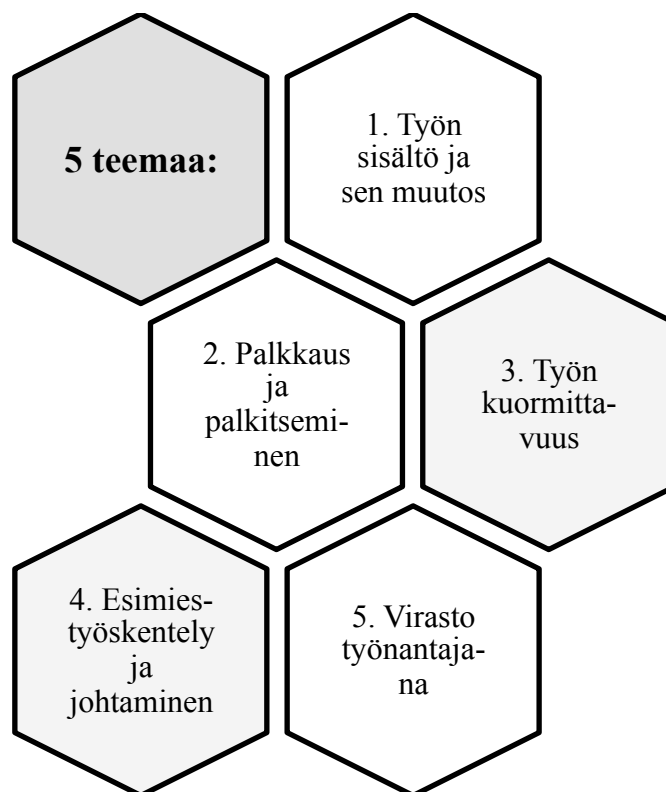 5 teemaa:
1. Työn
sisältö ja
sen muutos
2. Palkkaus
ja
palkitsemi-
nen
3. Työn
kuormitta-
vuus
4. Esimies-
työskentely
ja
johtaminen
5. Virasto
työnantaja-
na